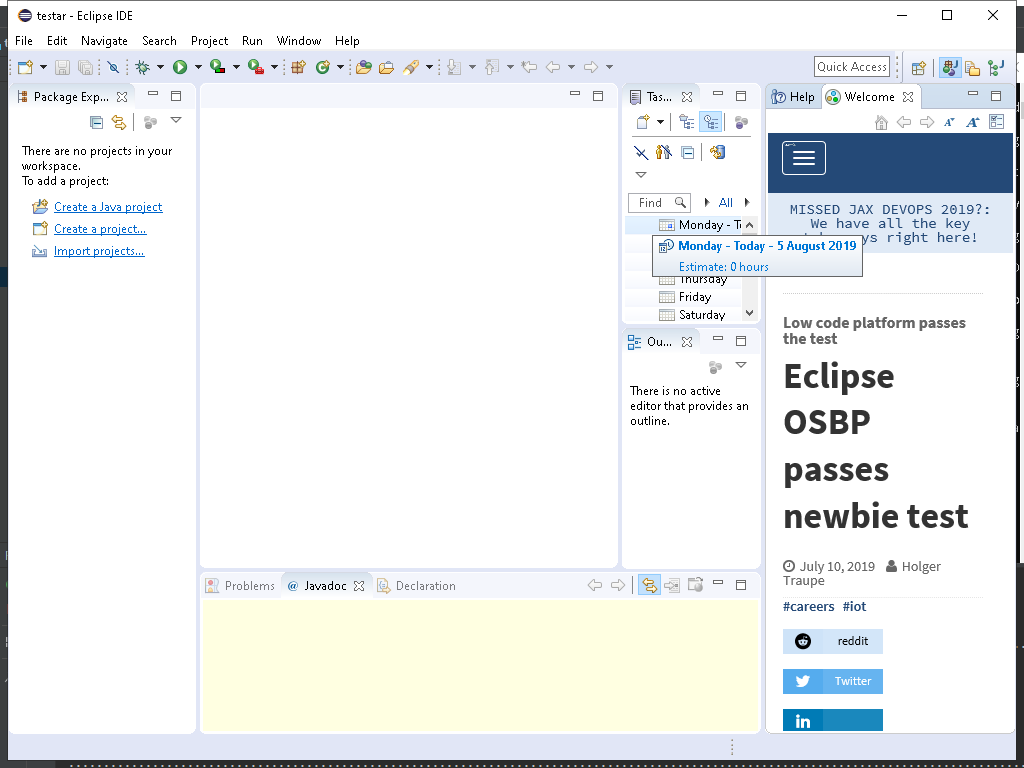 testar - Eclipse IDE
File Edit Navigate Search Project Run Window Help
Quick Access
Package Exp...
There are no projects in your
workspace.
To add a project:
Create a Java project
Create a project...
Import projects...
Tas...
Find
All
Monday - To
Monday - Today - 5 August 2019
Estimate: 0 hours
Thursday
Friday
Saturday
Ou...
There is no active
editor that provides an
outline.
Problems
@ Javadoc
Declaration
Help
Welcome
MISSED JAX DEVOPS 2019?:
We have all the key
right here!
Low code platform passes
the test
Eclipse
OSBP
passes
newbie test
July 10, 2019 Holger
Traupe
#careers #iot
reddit
Twitter
in